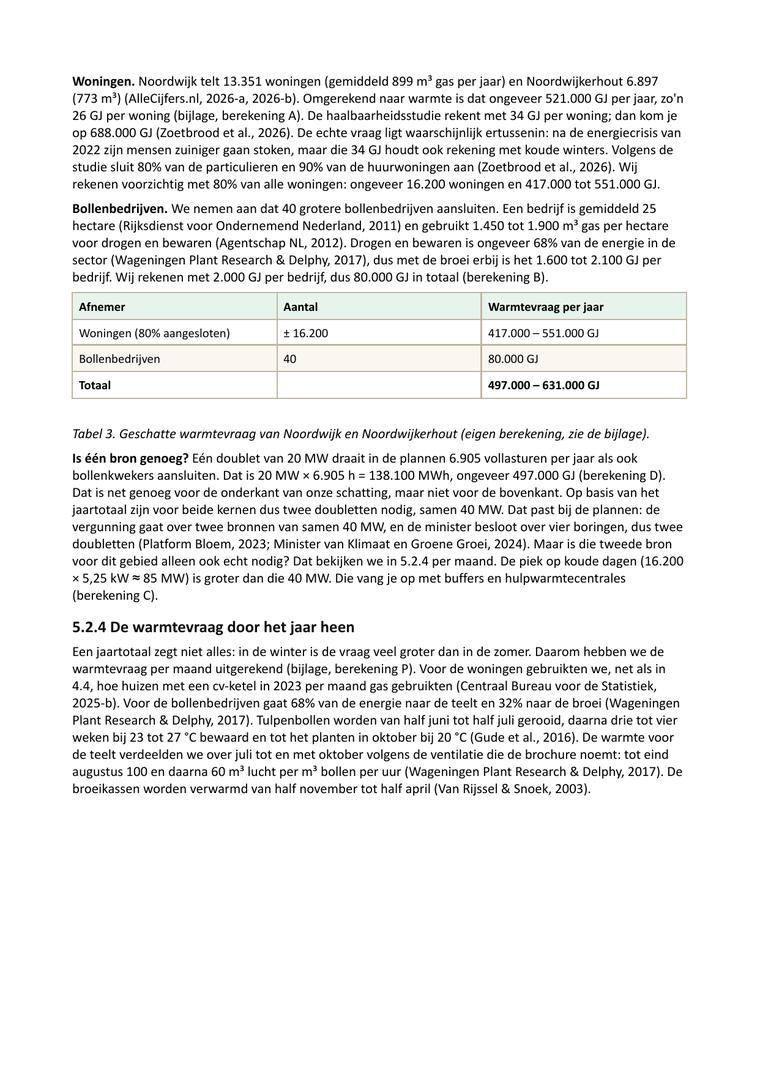 Woningen. Noordwijk telt 13.351 woningen (gemiddeld 899 m³ gas per jaar) en Noordwijkerhout 6.897
(773 m³) (AlleCijfers.nl, 2026-a, 2026-b). Omgerekend naar warmte is dat ongeveer 521.000 GJ per jaar, zo'n
26 GJ per woning (bijlage, berekening A). De haalbaarheidsstudie rekent met 34 GJ per woning; dan kom je
op 688.000 GJ (Zoetbrood et al., 2026). De echte vraag ligt waarschijnlijk ertussenin: na de energiecrisis van
2022 zijn mensen zuiniger gaan stoken, maar die 34 GJ houdt ook rekening met koude winters. Volgens de
studie sluit 80% van de particulieren en 90% van de huurwoningen aan (Zoetbrood et al., 2026). Wij
rekenen voorzichtig met 80% van alle woningen: ongeveer 16.200 woningen en 417.000 tot 551.000 GJ.
Bollenbedrijven. We nemen aan dat 40 grotere bollenbedrijven aansluiten. Een bedrijf is gemiddeld 25
hectare (Rijksdienst voor Ondernemend Nederland, 2011) en gebruikt 1.450 tot 1.900 m³ gas per hectare
voor drogen en bewaren (Agentschap NL, 2012). Drogen en bewaren is ongeveer 68% van de energie in de
sector (Wageningen Plant Research & Delphy, 2017), dus met de broei erbij is het 1.600 tot 2.100 GJ per
bedrijf. Wij rekenen met 2.000 GJ per bedrijf, dus 80.000 GJ in totaal (berekening B).
Afnemer Aantal Warmtevraag per jaar
Woningen (80% aangesloten) ± 16.200 417.000 – 551.000 GJ
Bollenbedrijven 40 80.000 GJ
Totaal 497.000 – 631.000 GJ
Tabel 3. Geschatte warmtevraag van Noordwijk en Noordwijkerhout (eigen berekening, zie de bijlage).
Is één bron genoeg? Eén doublet van 20 MW draait in de plannen 6.905 vollasturen per jaar als ook
bollenkwekers aansluiten. Dat is 20 MW × 6.905 h = 138.100 MWh, ongeveer 497.000 GJ (berekening D).
Dat is net genoeg voor de onderkant van onze schatting, maar niet voor de bovenkant. Op basis van het
jaartotaal zijn voor beide kernen dus twee doubletten nodig, samen 40 MW. Dat past bij de plannen: de
vergunning gaat over twee bronnen van samen 40 MW, en de minister besloot over vier boringen, dus twee
doubletten (Platform Bloem, 2023; Minister van Klimaat en Groene Groei, 2024). Maar is die tweede bron
voor dit gebied alleen ook echt nodig? Dat bekijken we in 5.2.4 per maand. De piek op koude dagen (16.200
× 5,25 kW ≈ 85 MW) is groter dan die 40 MW. Die vang je op met buffers en hulpwarmtecentrales
(berekening C).
5.2.4 De warmtevraag door het jaar heen
Een jaartotaal zegt niet alles: in de winter is de vraag veel groter dan in de zomer. Daarom hebben we de
warmtevraag per maand uitgerekend (bijlage, berekening P). Voor de woningen gebruikten we, net als in
4.4, hoe huizen met een cv-ketel in 2023 per maand gas gebruikten (Centraal Bureau voor de Statistiek,
2025-b). Voor de bollenbedrijven gaat 68% van de energie naar de teelt en 32% naar de broei (Wageningen
Plant Research & Delphy, 2017). Tulpenbollen worden van half juni tot half juli gerooid, daarna drie tot vier
weken bij 23 tot 27 °C bewaard en tot het planten in oktober bij 20 °C (Gude et al., 2016). De warmte voor
de teelt verdeelden we over juli tot en met oktober volgens de ventilatie die de brochure noemt: tot eind
augustus 100 en daarna 60 m³ lucht per m³ bollen per uur (Wageningen Plant Research & Delphy, 2017). De
broeikassen worden verwarmd van half november tot half april (Van Rijssel & Snoek, 2003).